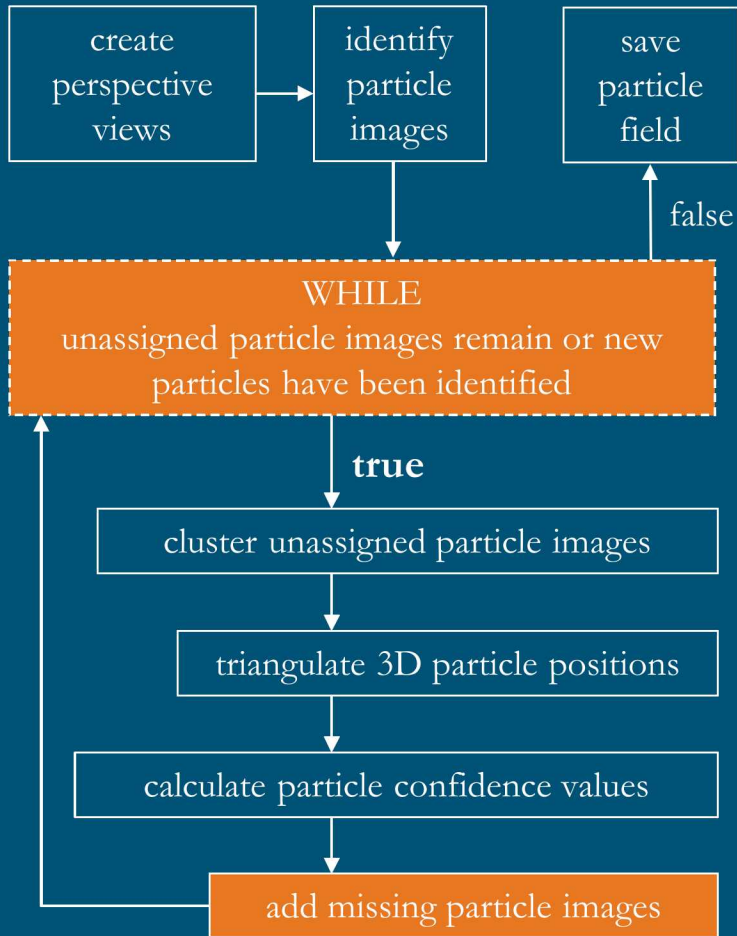 create
perspective
views
identify
particle
images
save
particle
field
false
WHILE
unassigned particle images remain or new
particles have been identified
true
cluster unassigned particle images
triangulate 3D particle positions
calculate particle confidence values
add missing particle images